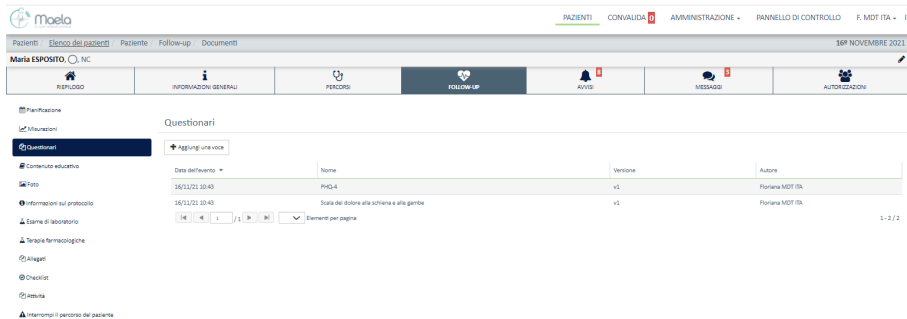 Maela
PAZIENTI CONVALIDA 0 AMMINISTRAZIONE PANNELLO DI CONTROLLO F. MDT ITA
Pazienti / Elenco dei pazienti / Paziente / Follow-up / Documenti 16º NOVEMBRE 2021
Maria ESPOSITO, NC
RIEPILOGO INFORMAZIONI GENERALI PERCORSI FOLLOW-UP AVVISI 8 MESSAGGI 5 AUTORIZZAZIONI
Pianificazione
Misurazioni
Questionari
Contenuto educativo
Foto
Informazioni sul protocollo
Esame di laboratorio
Terapie farmacologiche
Allegati
Checklist
Attività
Interrompi il percorso del paziente
Questionari
+ Aggiungi una voce
Data dell'evento Nome Versione Autore
16/11/21 10:43 PHQ-4 v1 Floriana MDT ITA
16/11/21 10:43 Scala del dolore alla schiena e alle gambe v1 Floriana MDT ITA
1 / 1 Elementi per pagina 1 - 2 / 2